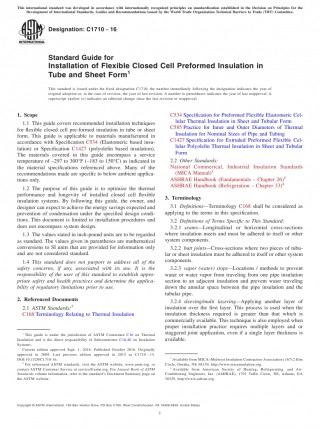 This international standard was developed in accordance with internationally recognized principles on standardization established in the Decision on Principles for the
Development of International Standards, Guides and Recommendations issued by the World Trade Organization Technical Barriers to Trade (TBT) Committee.
Designation: C1710 − 16
Standard Guide for
Installation of Flexible Closed Cell Preformed Insulation in
Tube and Sheet Form1
This standard is issued under the fixed designation C1710; the number immediately following the designation indicates the year of
original adoption or, in the case of revision, the year of last revision. A number in parentheses indicates the year of last reapproval. A
superscript epsilon (ε) indicates an editorial change since the last revision or reapproval.
1. Scope
1.1 This guide covers recommended installation techniques
for flexible closed cell pre-formed insulation in tube or sheet
form. This guide is applicable to materials manufactured in
accordance with Specification C534 (Elastomeric based insu-
lation) or Specification C1427 (polyolefin based insulation).
The materials covered in this guide encompasses a service
temperature of −297 to 300°F (-183 to 150°C) as indicated in
the material specifications referenced above. Many of the
recommendations made are specific to below ambient applica-
tions only.
1.2 The purpose of this guide is to optimize the thermal
performance and longevity of installed closed cell flexible
insulation systems. By following this guide, the owner, and
designer can expect to achieve the energy savings expected and
prevention of condensation under the specified design condi-
tions. This document is limited to installation procedures and
does not encompass system design.
1.3 The values stated in inch-pound units are to be regarded
as standard. The values given in parentheses are mathematical
conversions to SI units that are provided for information only
and are not considered standard.
1.4 This standard does not purport to address all of the
safety concerns, if any, associated with its use. It is the
responsibility of the user of this standard to establish appro-
priate safety and health practices and determine the applica-
bility of regulatory limitations prior to use.
2. Referenced Documents
2.1 ASTM Standards:2
C168 Terminology Relating to Thermal Insulation
1 This guide is under the jurisdiction of ASTM Committee C16 on Thermal
Insulation and is the direct responsibility of Subcommittee C16.40 on Insulation
Systems.
Current edition approved Sept. 1, 2016. Published October 2016. Originally
DOI:10.1520/C1710-16.
2 For referenced ASTM standards, visit the ASTM website, www.astm.org, or
contact ASTM Customer Service at service@astm.org. For Annual Book of ASTM
Standards volume information, refer to the standard's Document Summary page on
the ASTM website.
C534 Specification for Preformed Flexible Elastomeric Cel-
lular Thermal Insulation in Sheet and Tubular Form
C585 Practice for Inner and Outer Diameters of Thermal
Insulation for Nominal Sizes of Pipe and Tubing
C1427 Specification for Extruded Preformed Flexible Cel-
lular Polyolefin Thermal Insulation in Sheet and Tubular
Form
2.2 Other Standards:
National Commercial, Industrial Insulation Standards
(MICA Manual)3
ASHRAE Handbook (Fundamentals – Chapter 26)4
ASHRAE Handbook (Refrigeration – Chapter 33)4
3. Terminology
3.1 Definitions—Terminology C168 shall be considered as
applying to the terms in this specification.
3.2 Definitions of Terms Specific to This Standard:
3.2.1 seams—Longitudinal or horizontal cross-sections
where insulation meets and must be adhered to itself or other
system components.
3.2.2 butt joints—Cross-sections where two pieces of tubu-
lar or sheet insulation must be adhered to itself or other system
components.
3.2.3 vapor (water) stops—Locations / methods to prevent
water or water vapor from traveling from one pipe insulation
section to an adjacent insulation and prevent water traveling
down the annular space between the pipe insulation and the
tubular pipe.
3.2.4 sleeving/sulk layering—Applying another layer of
insulation over the first layer. This process is used when the
insulation thickness required is greater than that which is
commercially available. This technique is also employed when
proper installation practice requires multiple layers and or
staggered joint applications, even if a single layer thickness is
available.
3 Available from MICA (Midwest Insulation Contractors Association)
4 Available from American Society of Heating, Refrigerating, and Air-
Conditioning Engineers, Inc. (ASHRAE), 1791 Tullie Circle, NE, Atlanta, GA
30329, http://www.ashrae.org.
Copyright © ASTM International, 100 Barr Harbor Drive, PO Box C700, West Conshohocken, PA 19428-2959. United States
1